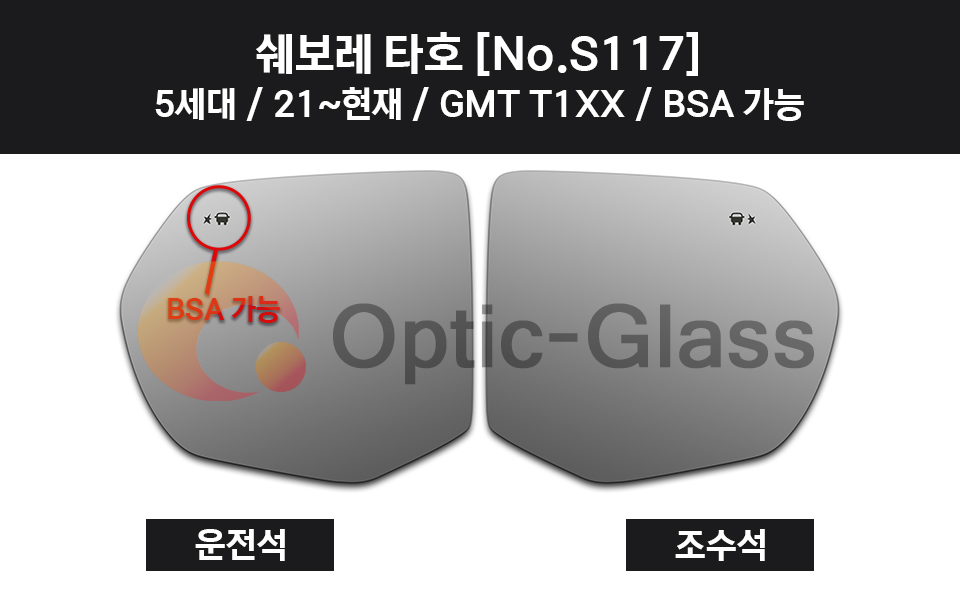 쉐보레 타호 [No.S117]
5세대 / 21~현재 / GMT T1XX / BSA 가능
BSA 가능
Optic-Glass
운전석
조수석